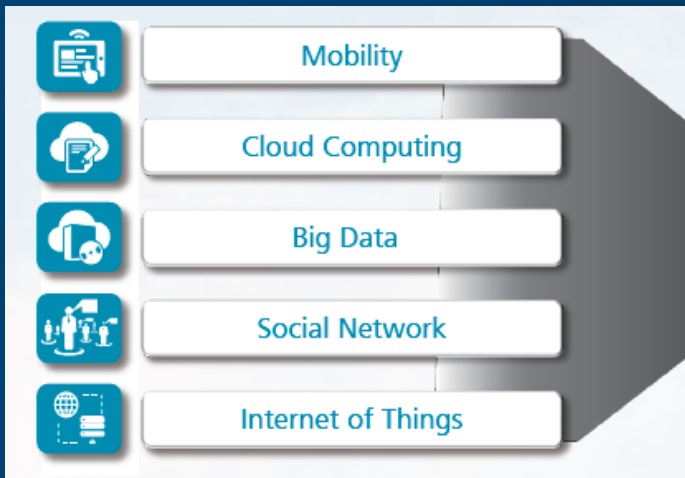 Mobility
Cloud Computing
Big Data
Social Network
Internet of Things